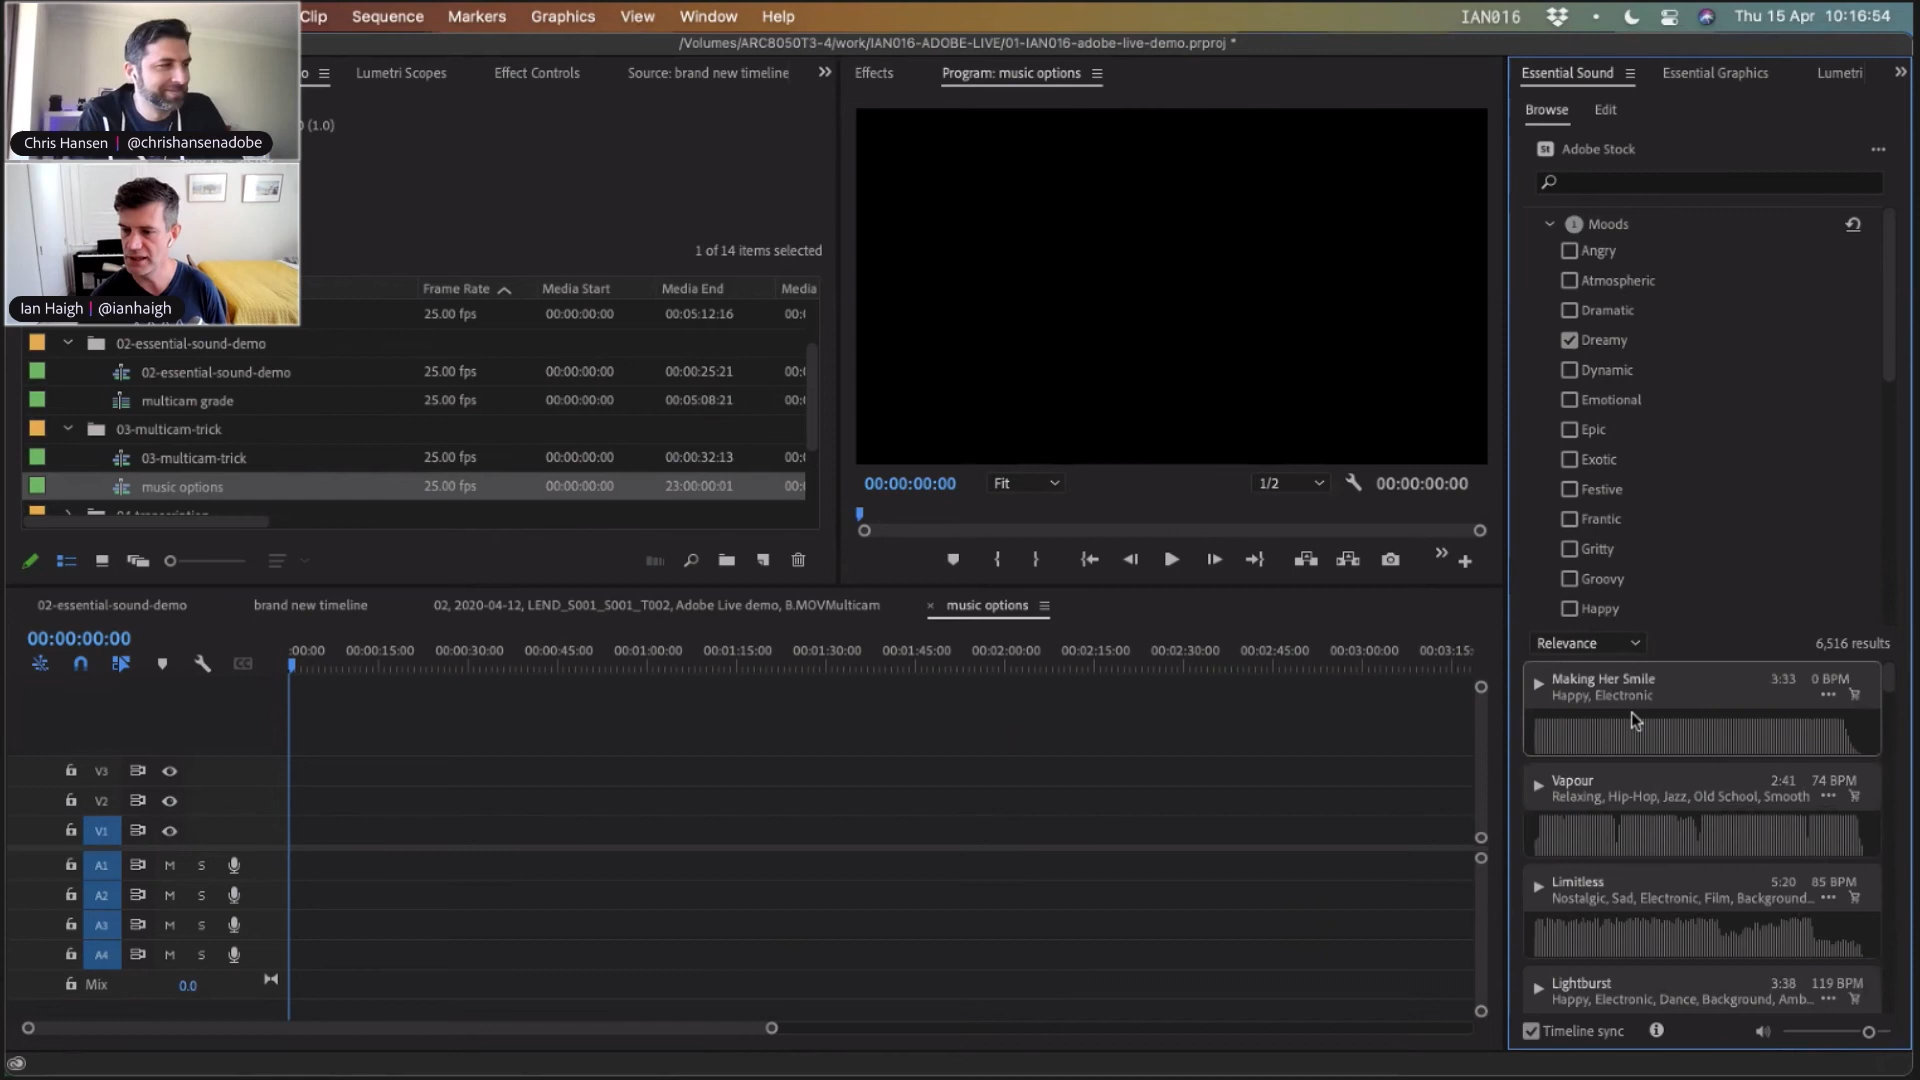 Clip Sequence Markers Graphics View Window Help
IAN016 Thu 15 Apr 10:16:54
/Volumes/ARC8050T3-4/work/IAN016-ADOBE-LIVE/01-IAN016-adobe-live-demo.prproj *
Chris Hansen | @chrishansenadobe
Ian Haigh | @ianhaigh
Lumetri Scopes Effect Controls Source: brand new timeline
(1.0)
1 of 14 items selected
Frame Rate Media Start Media End Media
25.00 fps 00:00:00:00 00:05:12:16 00:
02-essential-sound-demo
02-essential-sound-demo 25.00 fps 00:00:00:00 00:00:25:21 00:
multicam grade 25.00 fps 00:00:00:00 00:05:08:21 00:
03-multicam-trick
03-multicam-trick 25.00 fps 00:00:00:00 00:00:32:13 00:
music options 25.00 fps 00:00:00:00 23:00:00:01 00:
Effects Program: music options
00:00:00:00 Fit 1/2 00:00:00:00
02-essential-sound-demo brand new timeline 02, 2020-04-12, LEND_S001_S001_T002, Adobe Live demo, B.MOVMulticam × music options
00:00:00:00
:00:00 00:00:15:00 00:00:30:00 00:00:45:00 00:01:00:00 00:01:15:00 00:01:30:00 00:01:45:00 00:02:00:00 00:02:15:00 00:02:30:00 00:02:45:00 00:03:00:00 00:03:15:
CC
V3
V2
V1
A1 M S
A2 M S
A3 M S
A4 M S
Mix 0.0
Essential Sound Essential Graphics Lumetri
Browse Edit
St Adobe Stock
1 Moods
Angry
Atmospheric
Dramatic
Dreamy
Dynamic
Emotional
Epic
Exotic
Festive
Frantic
Gritty
Groovy
Happy
Relevance 6,516 results
Making Her Smile 3:33 0 BPM
Happy, Electronic
Vapour 2:41 74 BPM
Relaxing, Hip-Hop, Jazz, Old School, Smooth
Limitless 5:20 85 BPM
Nostalgic, Sad, Electronic, Film, Background...
Lightburst 3:38 119 BPM
Happy, Electronic, Dance, Background, Amb...
Timeline sync